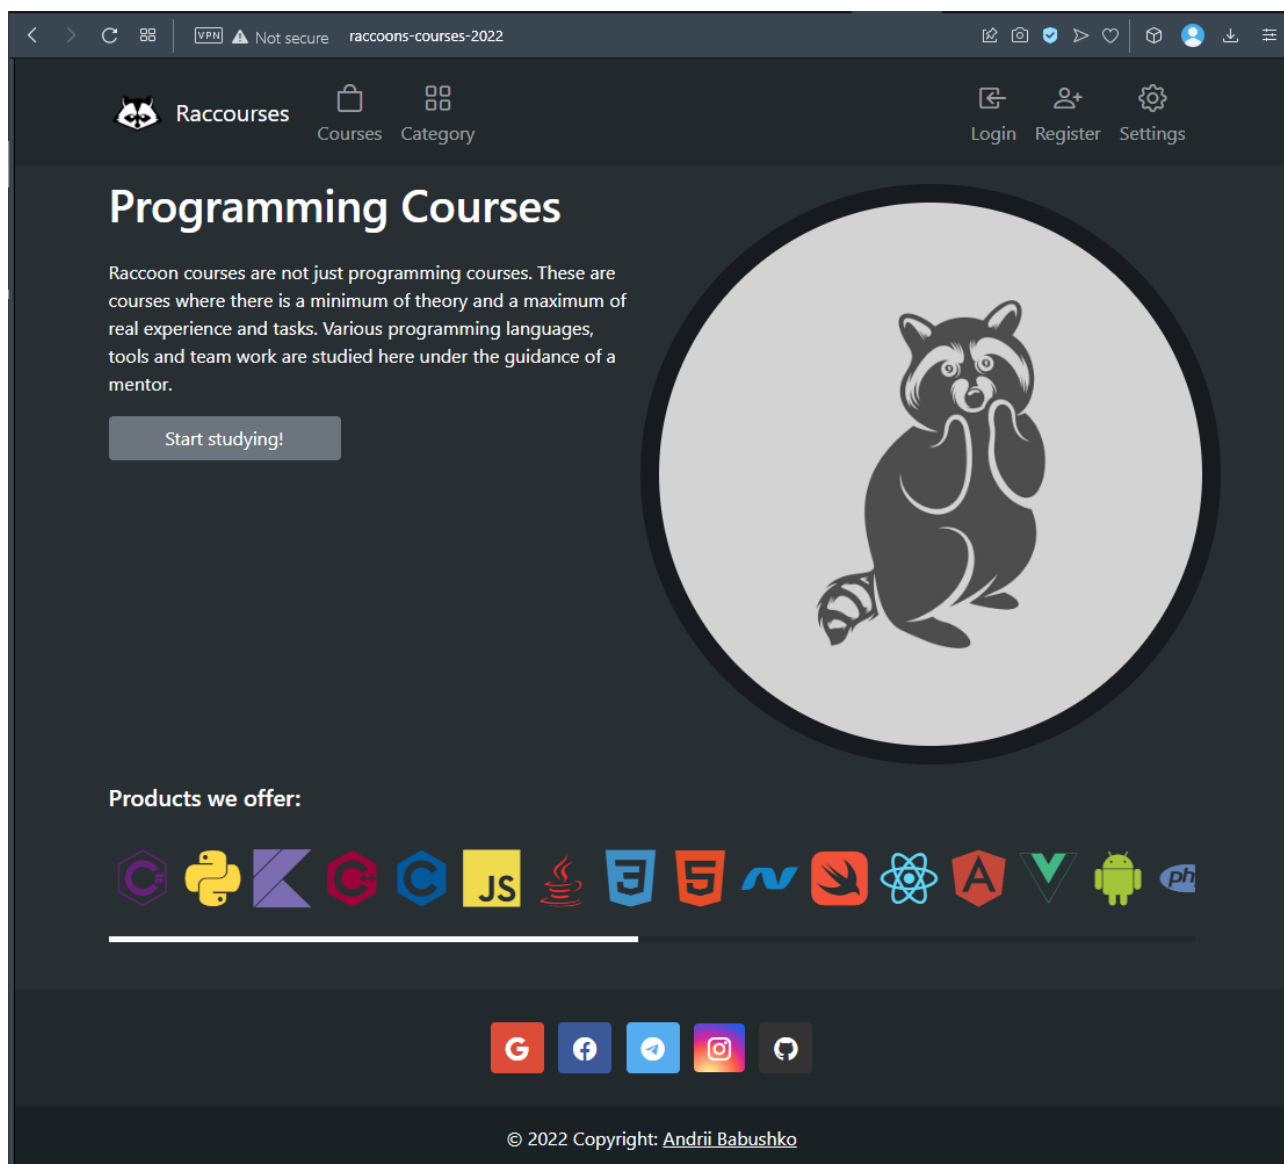 VPN Not secure raccoons-courses-2022
Raccourses
Courses Category
Login Register Settings
Programming Courses
Raccoon courses are not just programming courses. These are
courses where there is a minimum of theory and a maximum of
real experience and tasks. Various programming languages,
tools and team work are studied here under the guidance of a
mentor.
Start studying!
Products we offer:
C# C++ C JS 3 5 A ph
G
© 2022 Copyright: Andrii Babushko